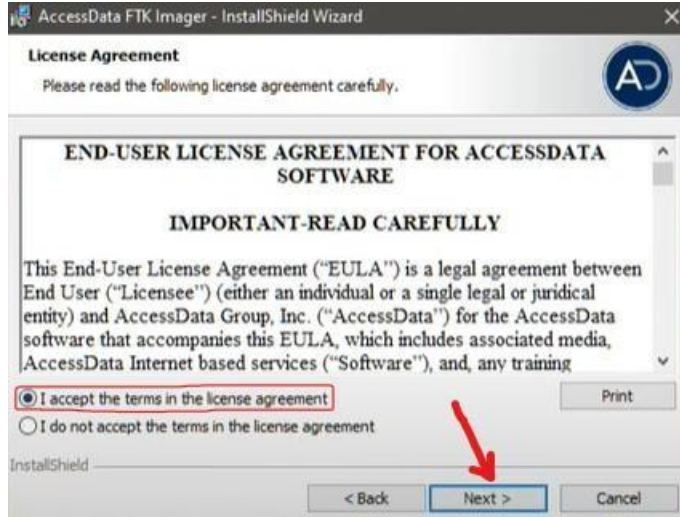 AccessData FTK Imager - InstallShield Wizard
License Agreement
Please read the following license agreement carefully.
AD
END-USER LICENSE AGREEMENT FOR ACCESSDATA
SOFTWARE
IMPORTANT-READ CAREFULLY
This End-User License Agreement (“EULA”) is a legal agreement between
End User (“Licensee”) (either an individual or a single legal or juridical
entity) and AccessData Group, Inc. (“AccessData”) for the AccessData
software that accompanies this EULA, which includes associated media,
AccessData Internet based services (“Software”), and, any training
I accept the terms in the license agreement
Print
I do not accept the terms in the license agreement
InstallShield
< Back
Next >
Cancel